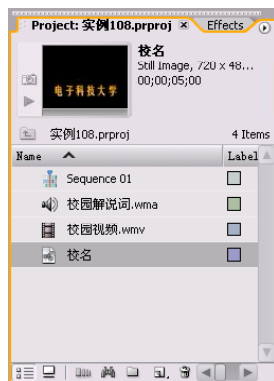 Project: 实例108.prproj × Effects
校名
Still Image, 720 x 48...
00;00;05;00
电子科技大学
实例108.prproj 4 Items
Name Label
Sequence 01
校园解说词.wma
校园视频.wmv
校名